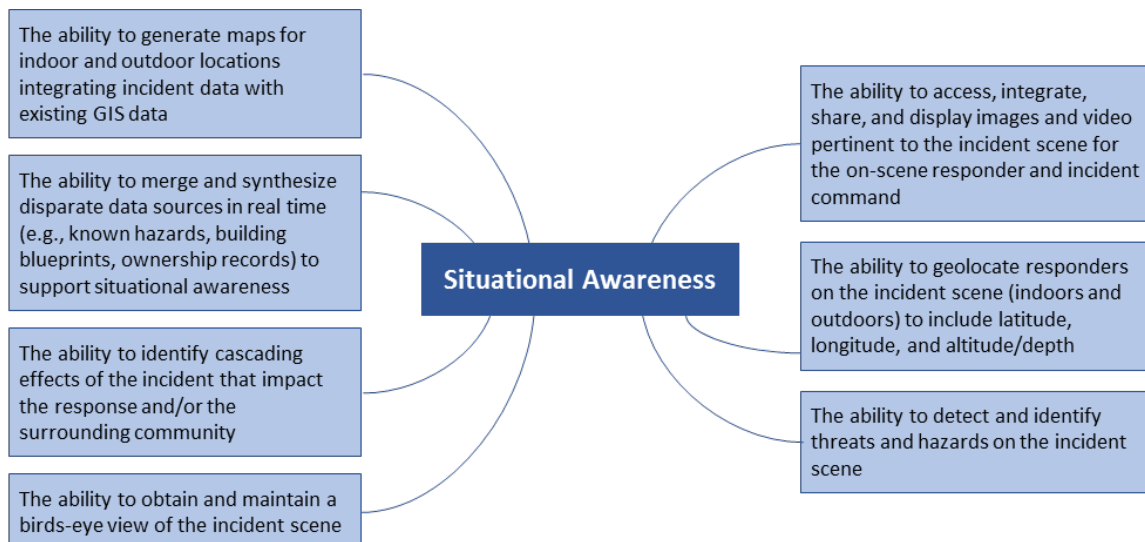 The ability to generate maps for
indoor and outdoor locations
integrating incident data with
existing GIS data
The ability to merge and synthesize
disparate data sources in real time
(e.g., known hazards, building
blueprints, ownership records) to
support situational awareness
The ability to identify cascading
effects of the incident that impact
the response and/or the
surrounding community
The ability to obtain and maintain a
birds-eye view of the incident scene
Situational Awareness
The ability to access, integrate,
share, and display images and video
pertinent to the incident scene for
the on-scene responder and incident
command
The ability to geolocate responders
on the incident scene (indoors and
outdoors) to include latitude,
longitude, and altitude/depth
The ability to detect and identify
threats and hazards on the incident
scene